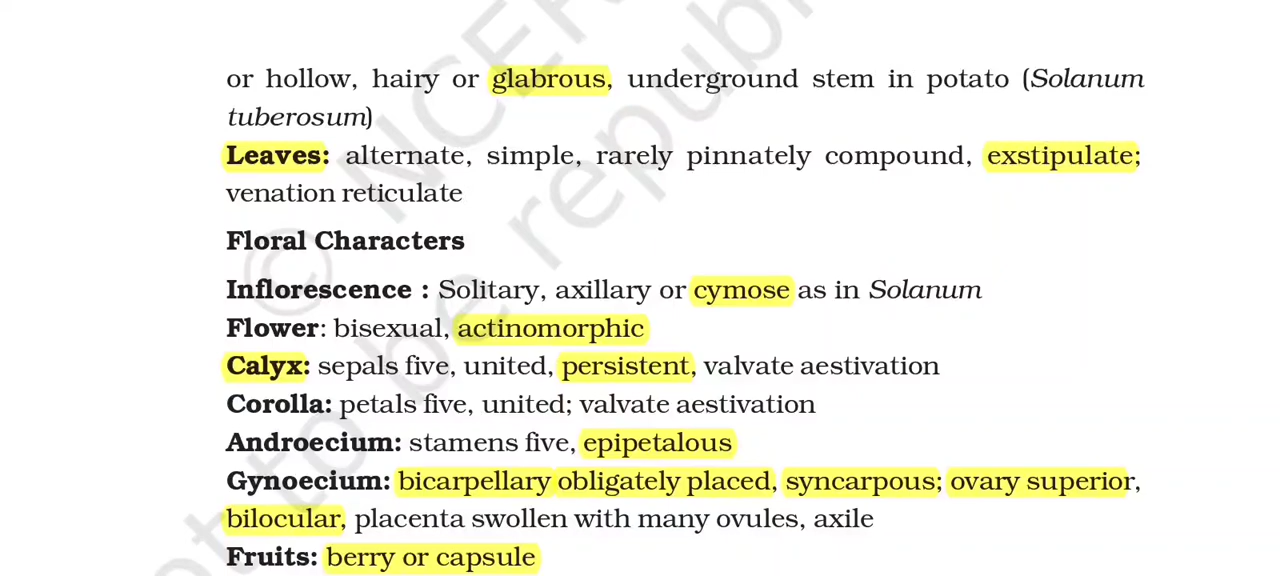 or hollow, hairy or glabrous, underground stem in potato (Solanum
tuberosum)
Leaves: alternate, simple, rarely pinnately compound, exstipulate;
venation reticulate
Floral Characters
Inflorescence : Solitary, axillary or cymose as in Solanum
Flower: bisexual, actinomorphic
Calyx: sepals five, united, persistent, valvate aestivation
Corolla: petals five, united; valvate aestivation
Androecium: stamens five, epipetalous
Gynoecium: bicarpellary obligately placed, syncarpous; ovary superior,
bilocular, placenta swollen with many ovules, axile
Fruits: berry or capsule